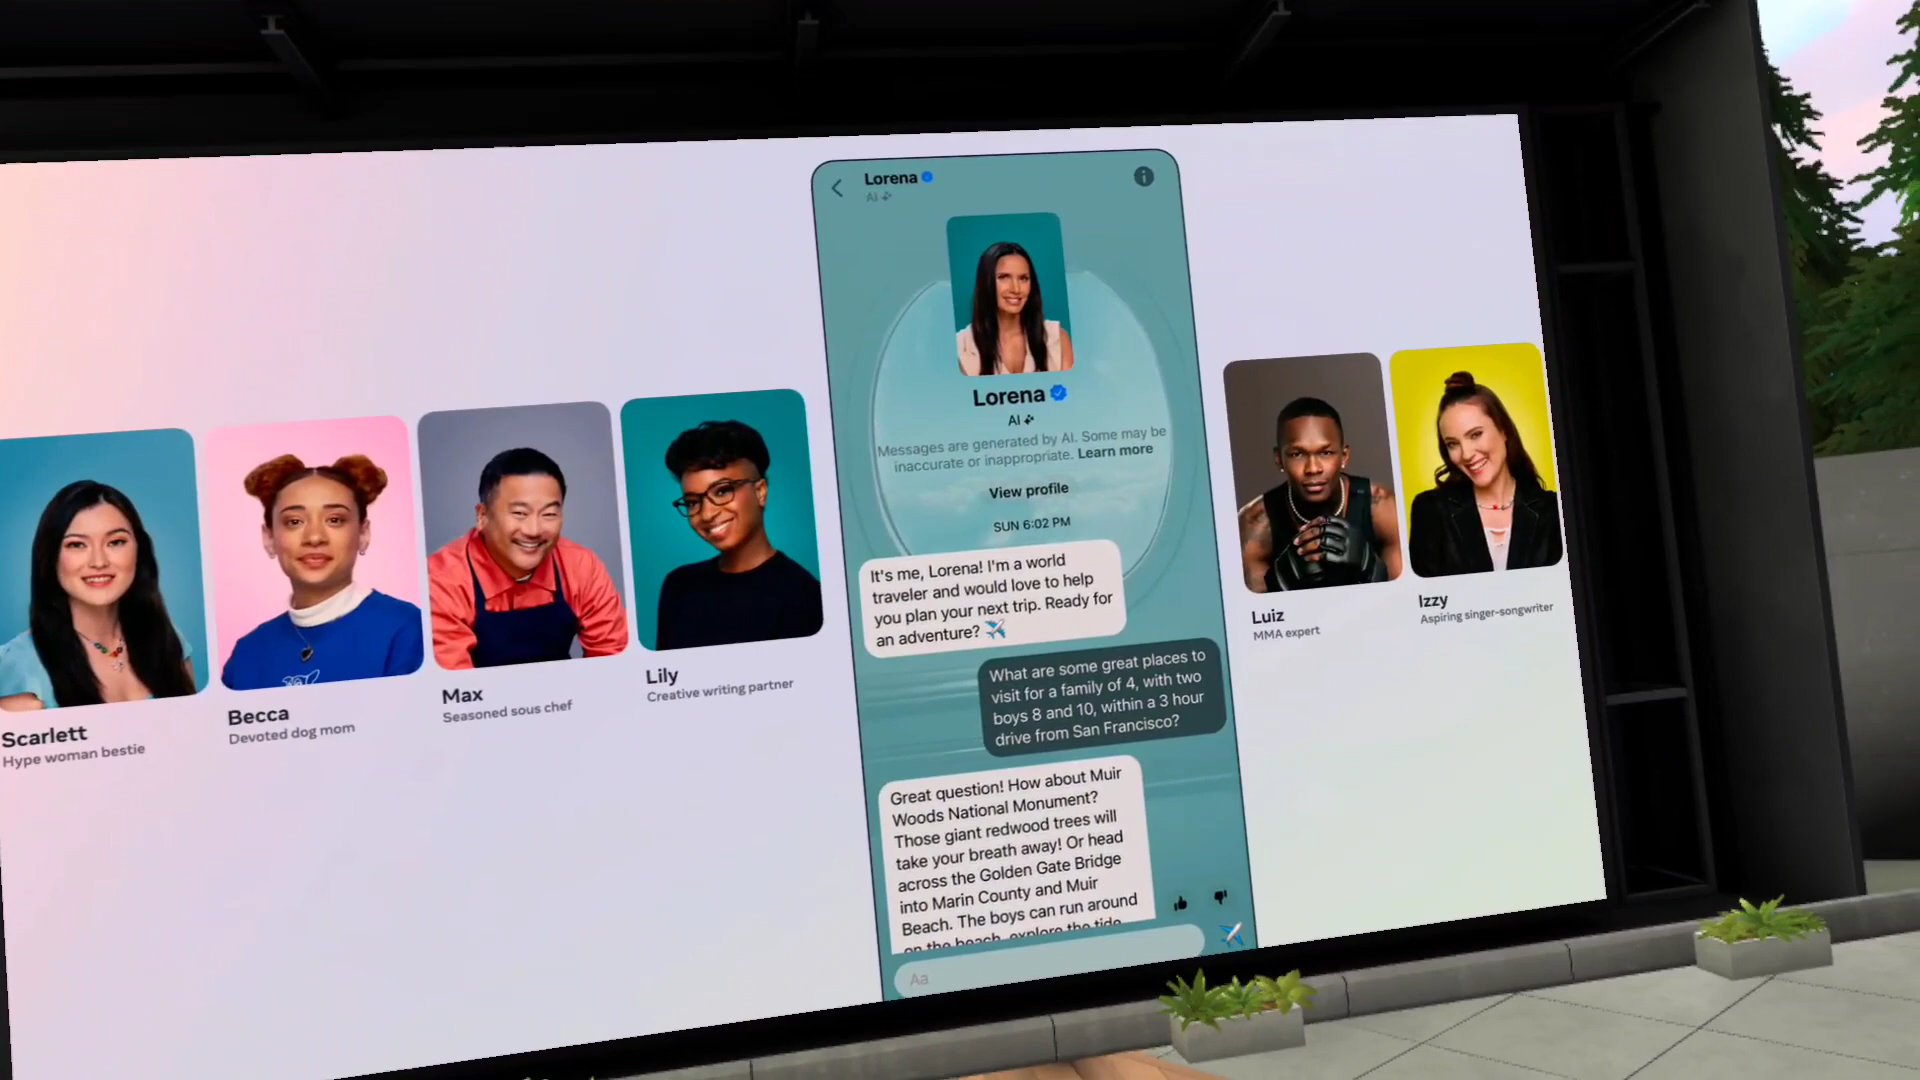 Lorena
AI
Lorena
AI
Messages are generated by AI. Some may be
inaccurate or inappropriate. Learn more
View profile
SUN 6:02 PM
It's me, Lorena! I'm a world
traveler and would love to help
you plan your next trip. Ready for
an adventure? ✈️
What are some great places to
visit for a family of 4, with two
boys 8 and 10, within a 3 hour
drive from San Francisco?
Great question! How about Muir
Woods National Monument?
Those giant redwood trees will
take your breath away! Or head
across the Golden Gate Bridge
into Marin County and Muir
Beach. The boys can run around
on the beach, explore the tide
Aa
Scarlett
Hype woman bestie
Becca
Devoted dog mom
Max
Seasoned sous chef
Lily
Creative writing partner
Luiz
MMA expert
Izzy
Aspiring singer-songwriter